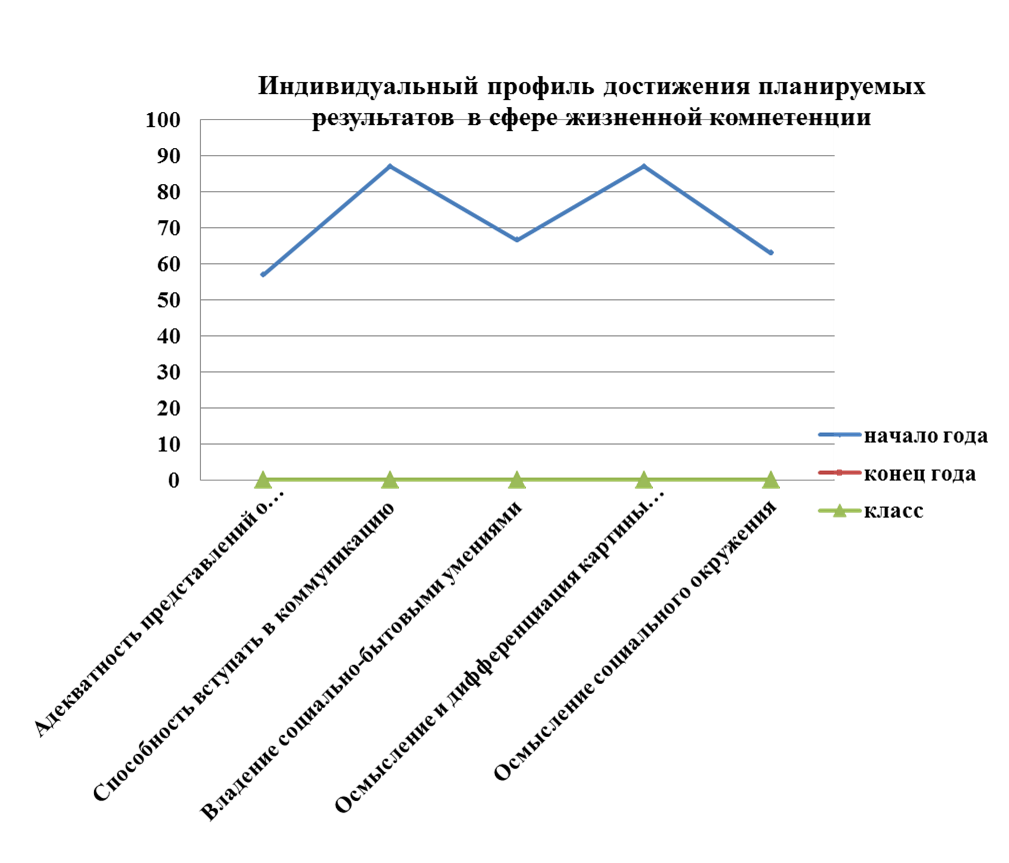 Индивидуальный профиль достижения планируемых
результатов в сфере жизненной компетенции
100
90
80
70
60
50
40
30
20
10
0
начало года
конец года
класс
Адекватность представлений о…
Способность вступать в коммуникацию
Владение социально-бытовыми умениями
Осмысление и дифференциация картины…
Осмысление социального окружения